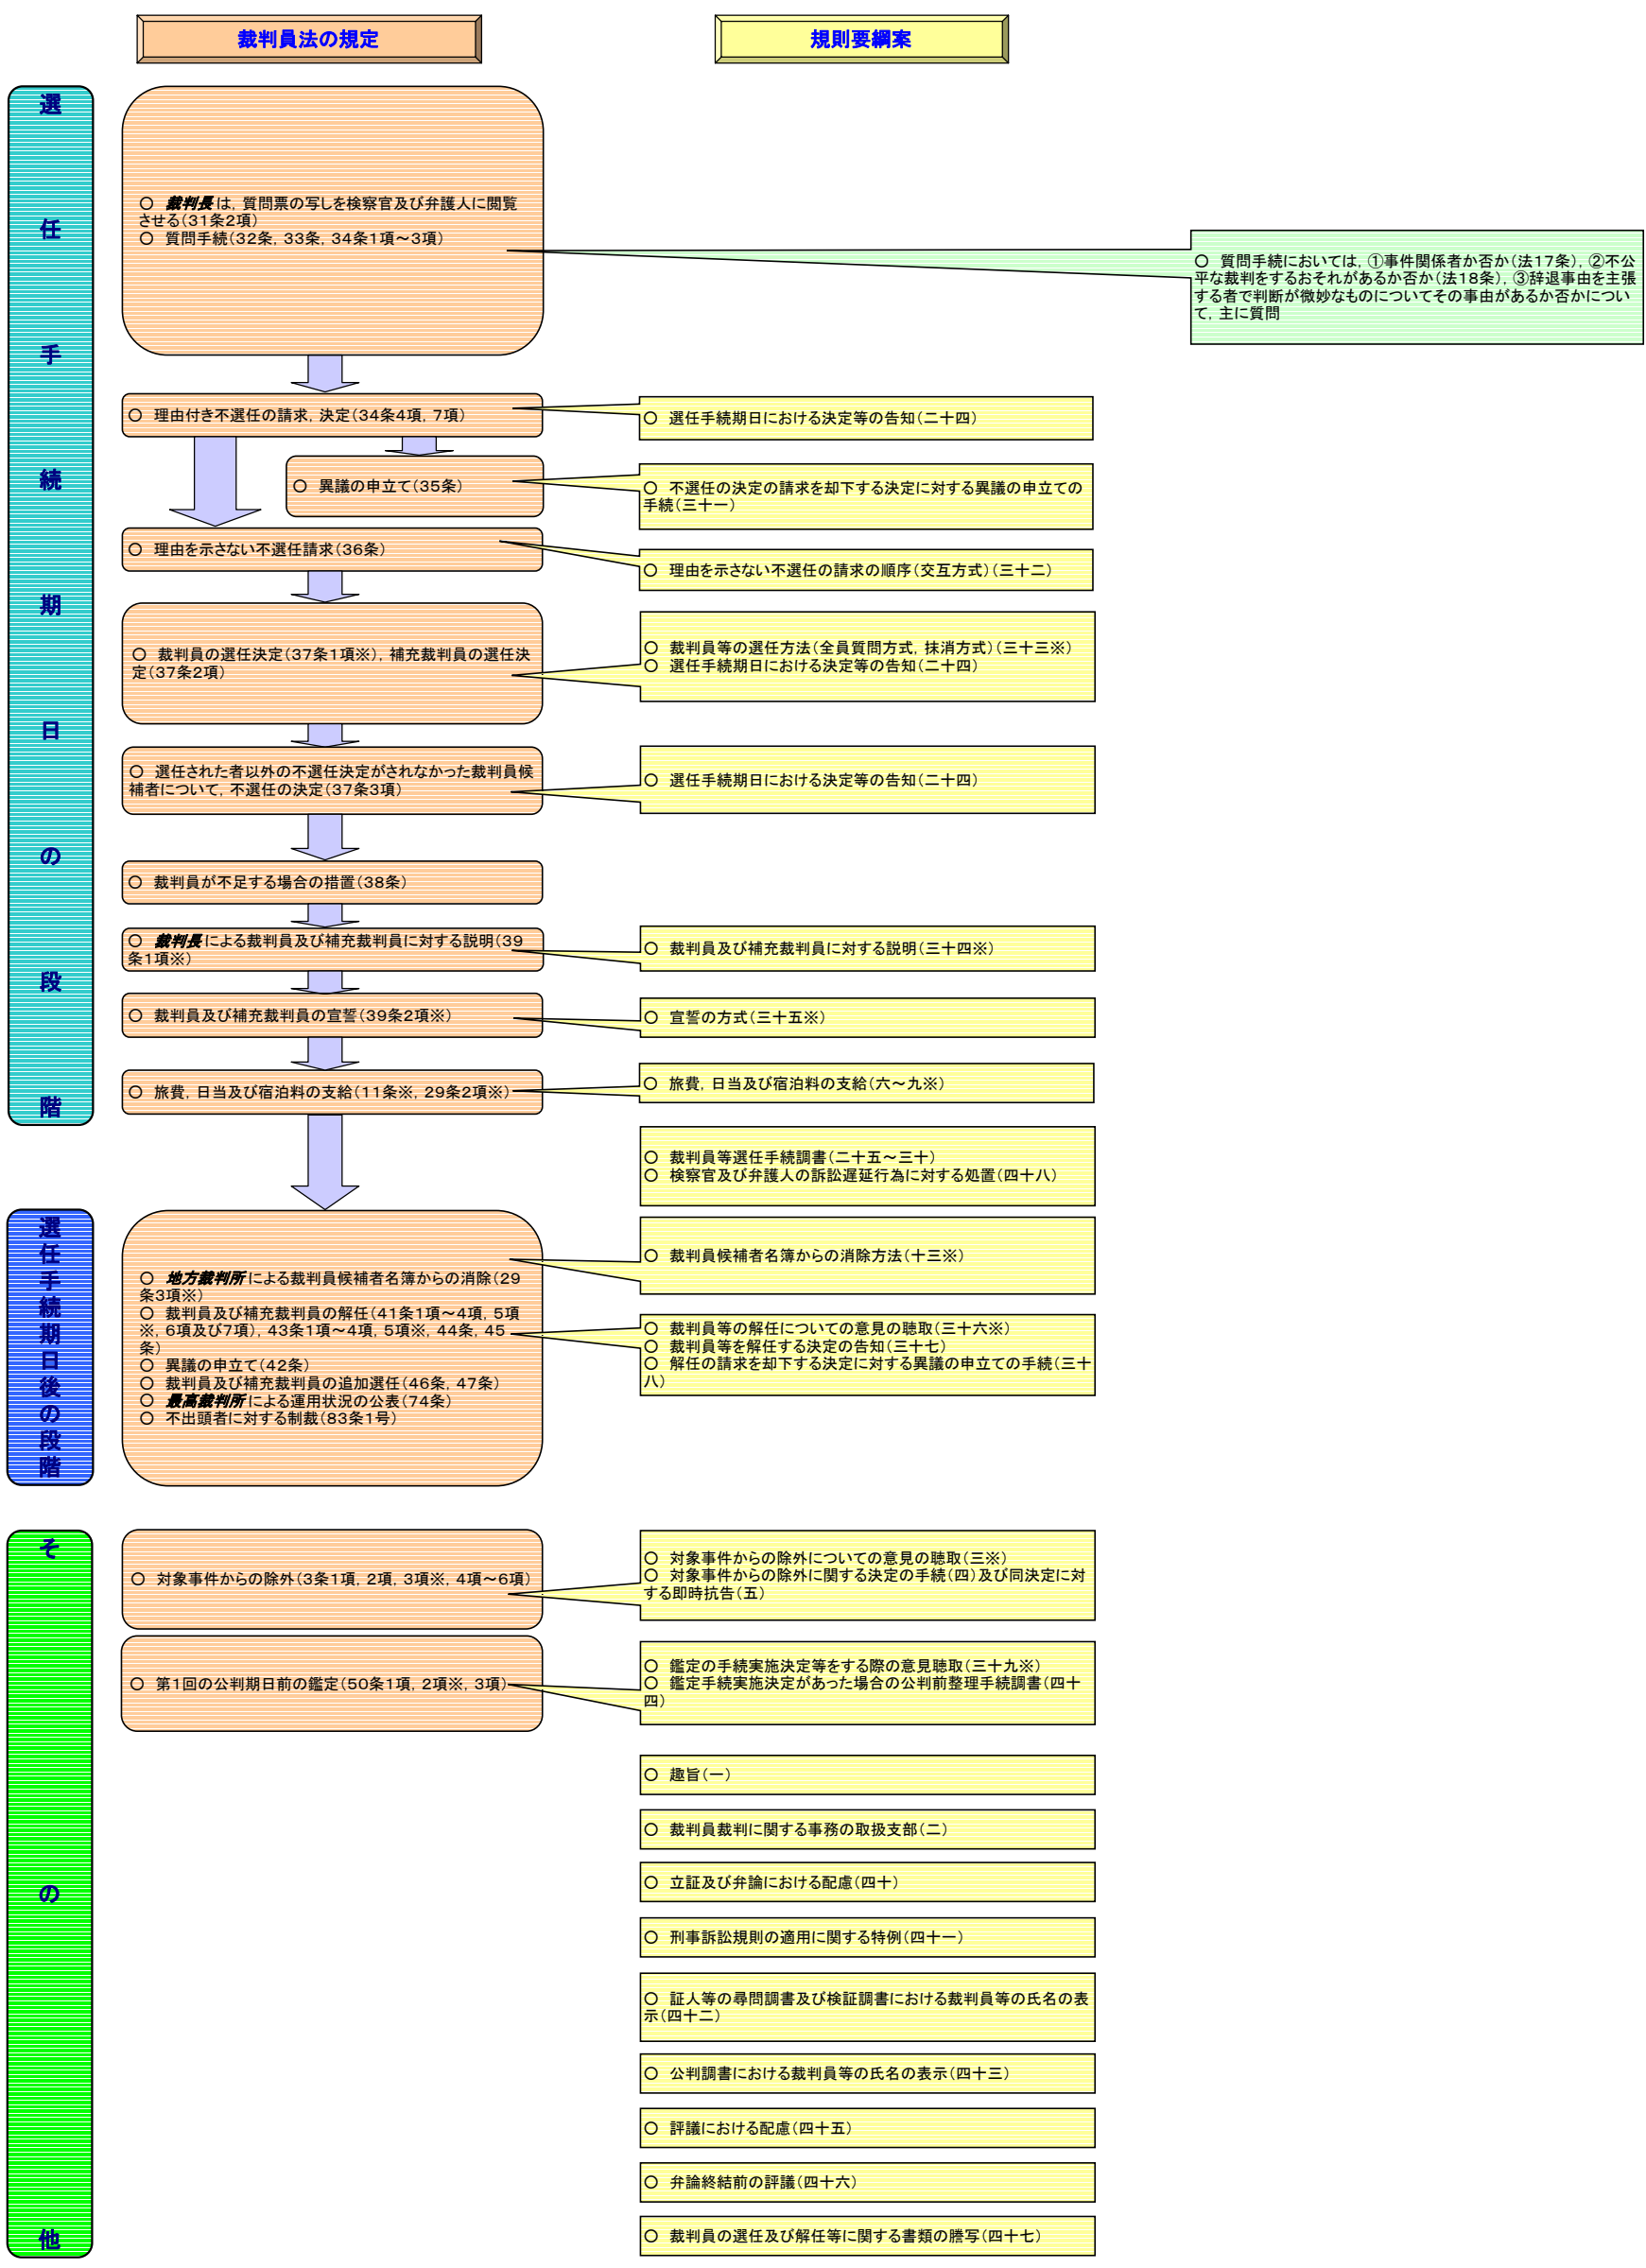 裁判員法の規定
規則要綱案
選任手続期日の段階
○　裁判長は，質問票の写しを検察官及び弁護人に閲覧
させる（31条2項）
○　質問手続（32条，33条，34条1項～3項）
○　質問手続においては，①事件関係者か否か（法17条），②不公
平な裁判をするおそれがあるか否か（法18条），③辞退事由を主張
する者で判断が微妙なものについてその事由があるか否かについ
て，主に質問
○　理由付き不選任の請求，決定（34条4項，7項）
○　選任手続期日における決定等の告知（二十四）
○　異議の申立て（35条）
○　不選任の決定の請求を却下する決定に対する異議の申立ての
手続（三十一）
○　理由を示さない不選任請求（36条）
○　理由を示さない不選任の請求の順序（交互方式）（三十二）
○　裁判員の選任決定（37条1項※），補充裁判員の選任決
定（37条2項）
○　裁判員等の選任方法（全員質問方式，抹消方式）（三十三※）
○　選任手続期日における決定等の告知（二十四）
○　選任された者以外の不選任決定がされなかった裁判員候
補者について，不選任の決定（37条3項）
○　選任手続期日における決定等の告知（二十四）
○　裁判員が不足する場合の措置（38条）
○　裁判長による裁判員及び補充裁判員に対する説明（39
条1項※）
○　裁判員及び補充裁判員に対する説明（三十四※）
○　裁判員及び補充裁判員の宣誓（39条2項※）
○　宣誓の方式（三十五※）
○　旅費，日当及び宿泊料の支給（11条※，29条2項※）
○　旅費，日当及び宿泊料の支給（六～九※）
○　裁判員等選任手続調書（二十五～三十）
○　検察官及び弁護人の訴訟遅延行為に対する処置（四十八）
選任手続期日後の段階
○　地方裁判所による裁判員候補者名簿からの消除（29
条3項※）
○　裁判員及び補充裁判員の解任（41条1項～4項，5項
※，6項及び7項），43条1項～4項，5項※，44条，45
条）
○　異議の申立て（42条）
○　裁判員及び補充裁判員の追加選任（46条，47条）
○　最高裁判所による運用状況の公表（74条）
○　不出頭者に対する制裁（83条1号）
○　裁判員候補者名簿からの消除方法（十三※）
○　裁判員等の解任についての意見の聴取（三十六※）
○　裁判員等を解任する決定の告知（三十七）
○　解任の請求を却下する決定に対する異議の申立ての手続（三十
八）
その他
○　対象事件からの除外（3条1項，2項，3項※，4項～6項）
○　対象事件からの除外についての意見の聴取（三※）
○　対象事件からの除外に関する決定の手続（四）及び同決定に対
する即時抗告（五）
○　第1回の公判期日前の鑑定（50条1項，2項※，3項）
○　鑑定の手続実施決定等をする際の意見聴取（三十九※）
○　鑑定手続実施決定があった場合の公判前整理手続調書（四十
四）
○　趣旨（一）
○　裁判員裁判に関する事務の取扱支部（二）
○　立証及び弁論における配慮（四十）
○　刑事訴訟規則の適用に関する特例（四十一）
○　証人等の尋問調書及び検証調書における裁判員等の氏名の表
示（四十二）
○　公判調書における裁判員等の氏名の表示（四十三）
○　評議における配慮（四十五）
○　弁論終結前の評議（四十六）
○　裁判員の選任及び解任等に関する書類の謄写（四十七）